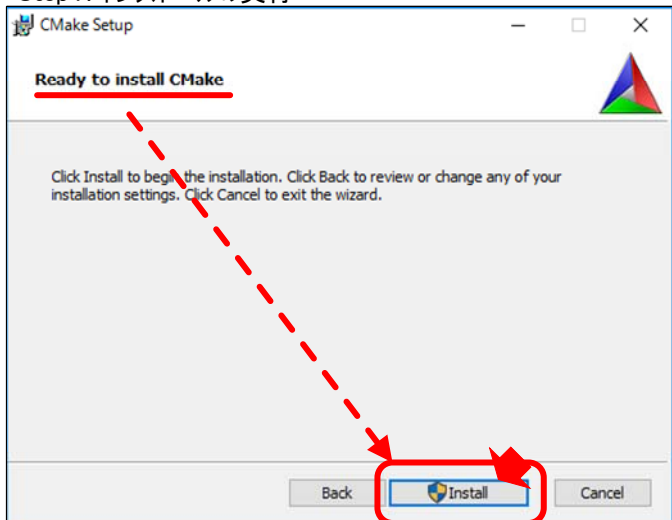 CMake Setup
Ready to install CMake
Click Install to begin the installation. Click Back to review or change any of your
installation settings. Click Cancel to exit the wizard.
Back
Install
Cancel